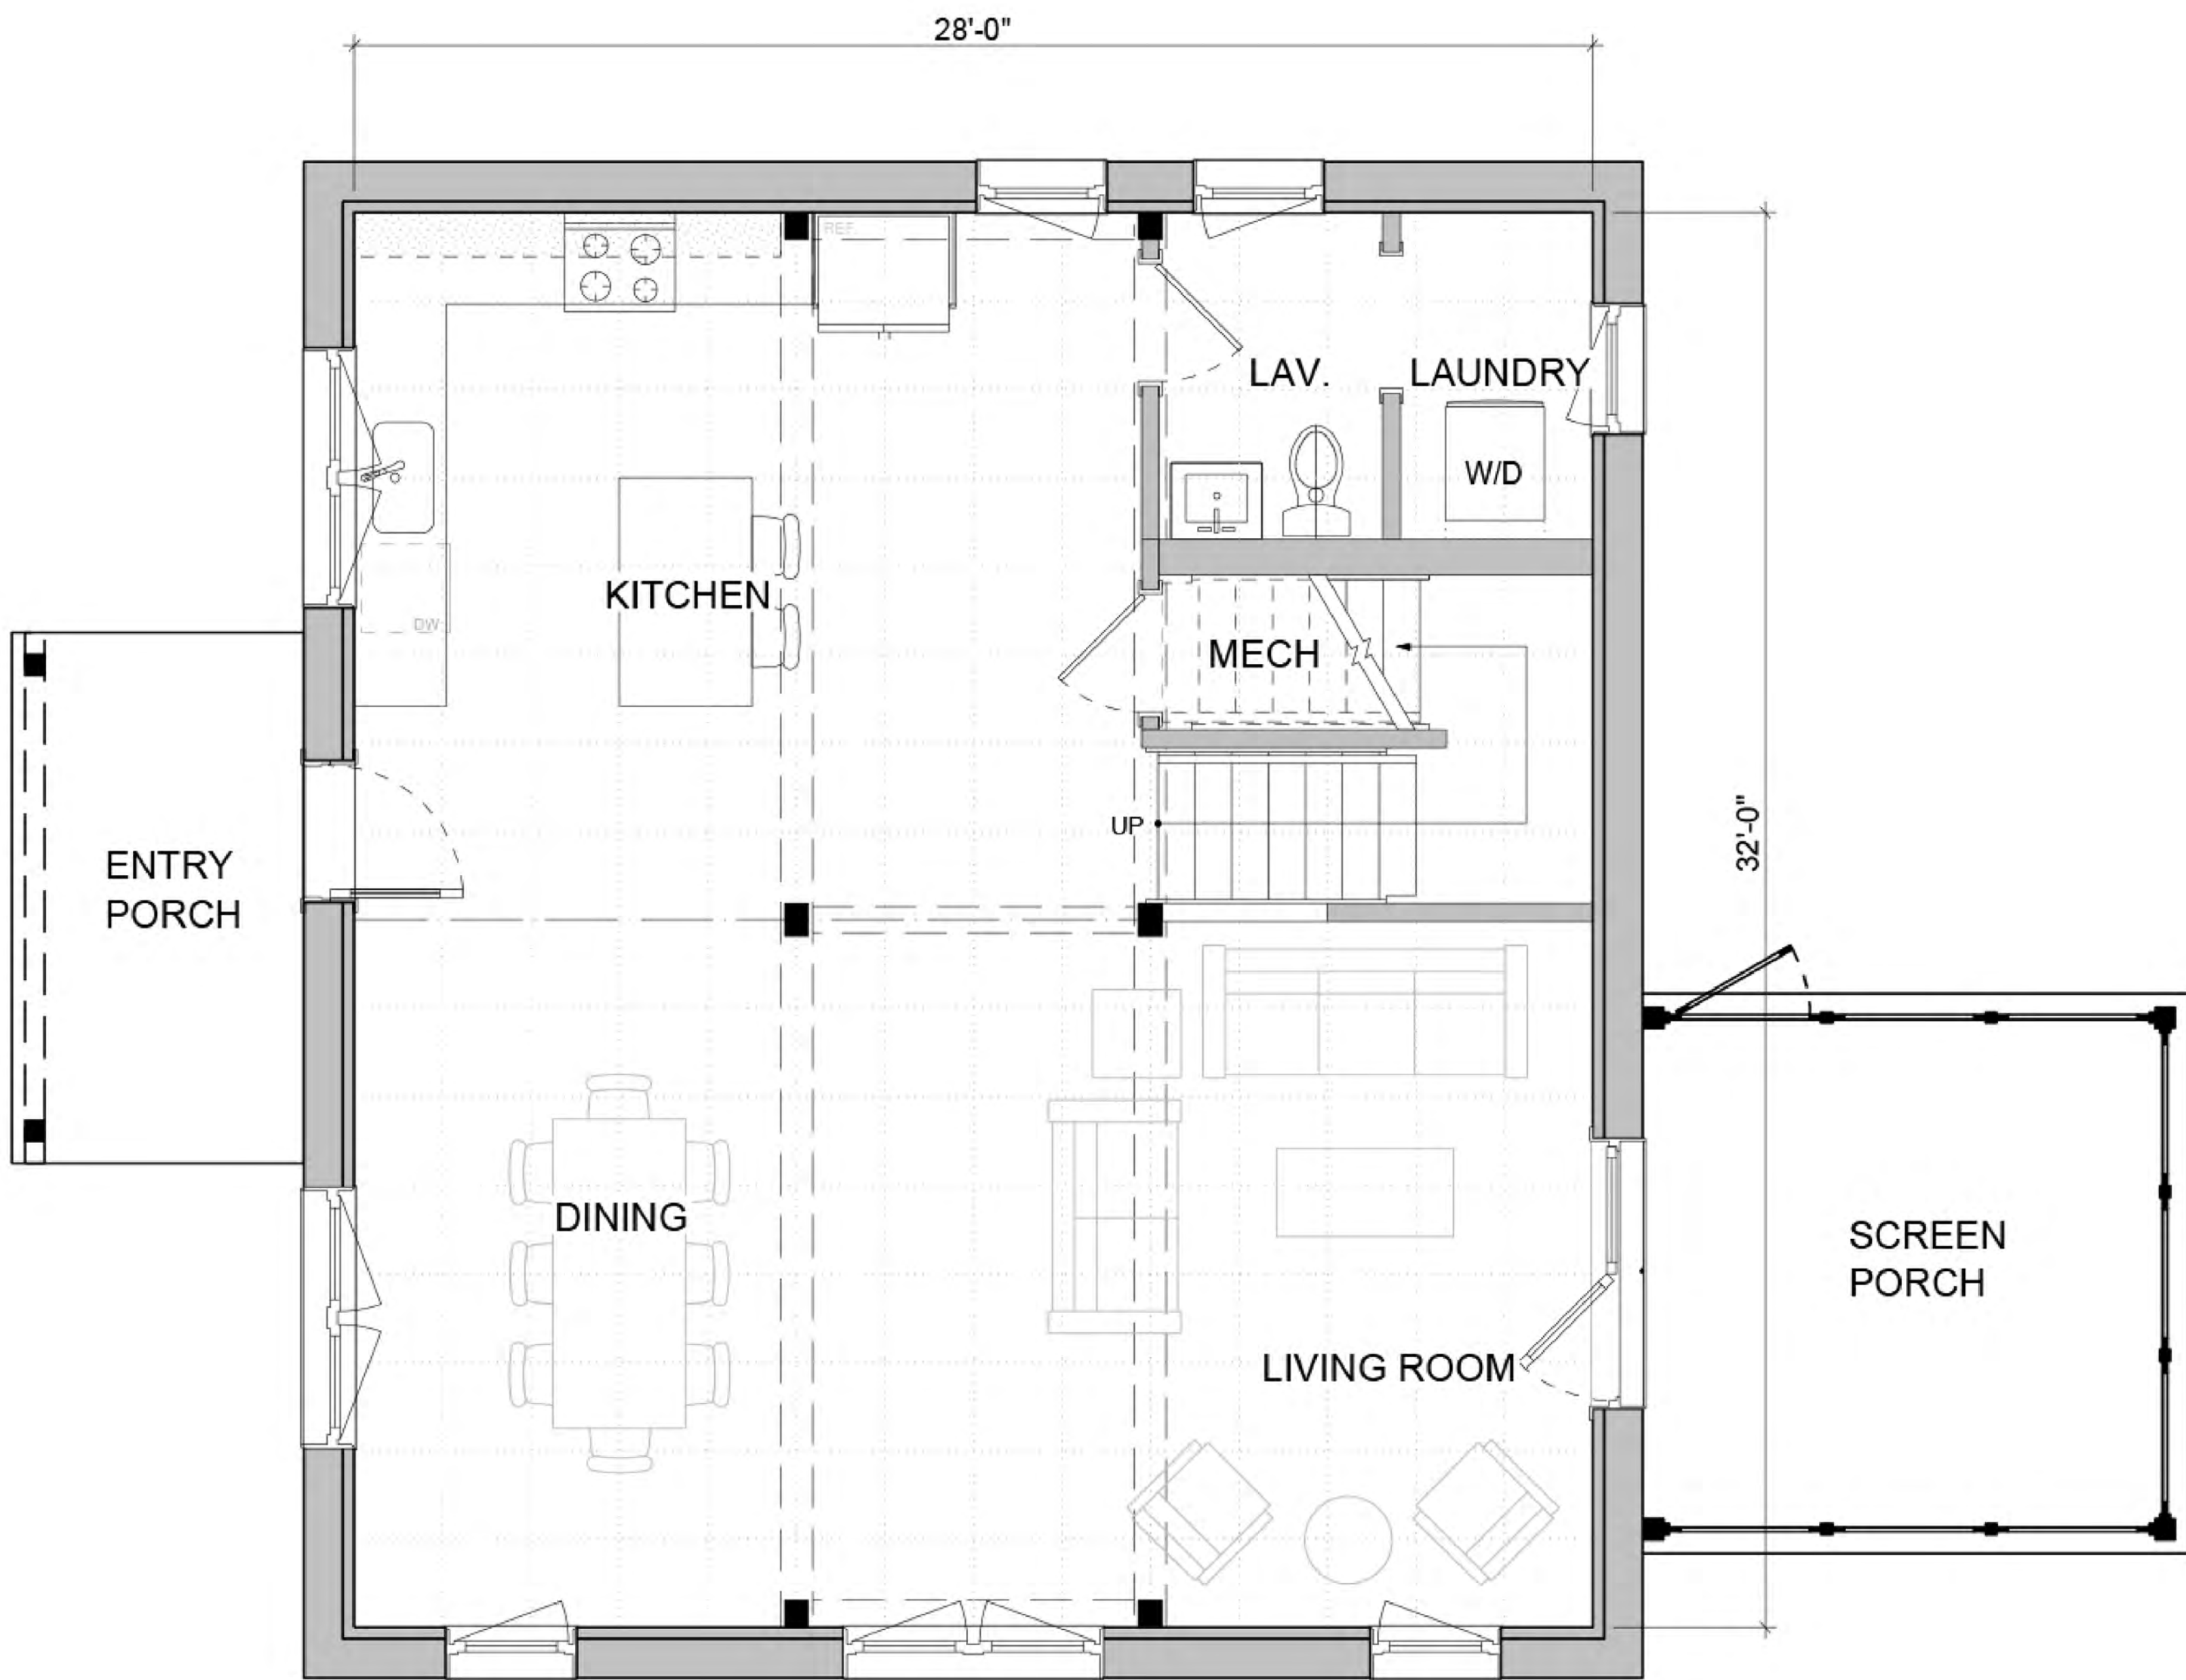 28'-0"
REF.
LAV.
LAUNDRY
W/D
KITCHEN
DW
MECH
UP
ENTRY
PORCH
32'-0"
DINING
SCREEN
PORCH
LIVING ROOM